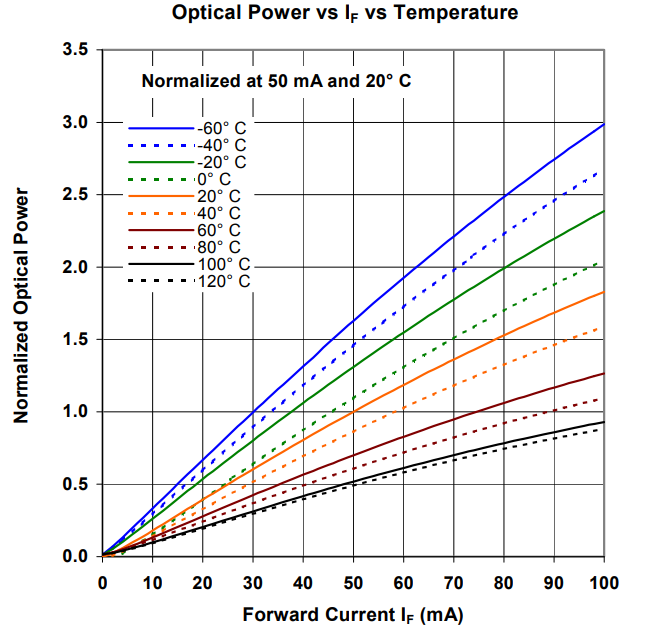 Optical Power vs IF vs Temperature
3.5
Normalized at 50 mA and 20° C
3.0
-60° C
-40° C
-20° C
0° C
20° C
40° C
60° C
80° C
100° C
120° C
2.5
2.0
1.5
1.0
0.5
0.0
Normalized Optical Power
0 10 20 30 40 50 60 70 80 90 100
Forward Current IF (mA)